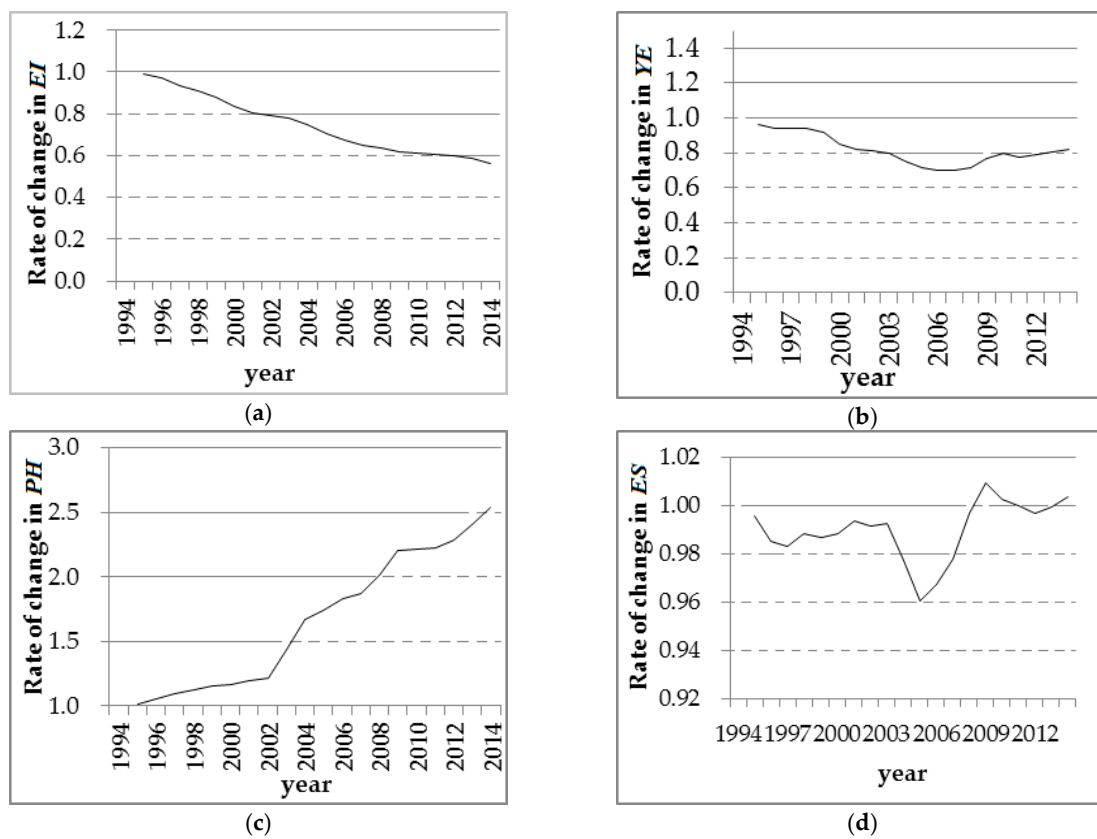 Rate of change in EI
1.2
1.0
0.8
0.6
0.4
0.2
0.0
1994 1996 1998 2000 2002 2004 2006 2008 2010 2012 2014
year
(a)
Rate of change in YE
1.4
1.2
1.0
0.8
0.6
0.4
0.2
0.0
1994 1997 2000 2003 2006 2009 2012
year
(b)
Rate of change in PH
3.0
2.5
2.0
1.5
1.0
1994 1996 1998 2000 2002 2004 2006 2008 2010 2012 2014
year
(c)
Rate of change in ES
1.02
1.00
0.98
0.96
0.94
0.92
1994 1997 2000 2003 2006 2009 2012
year
(d)